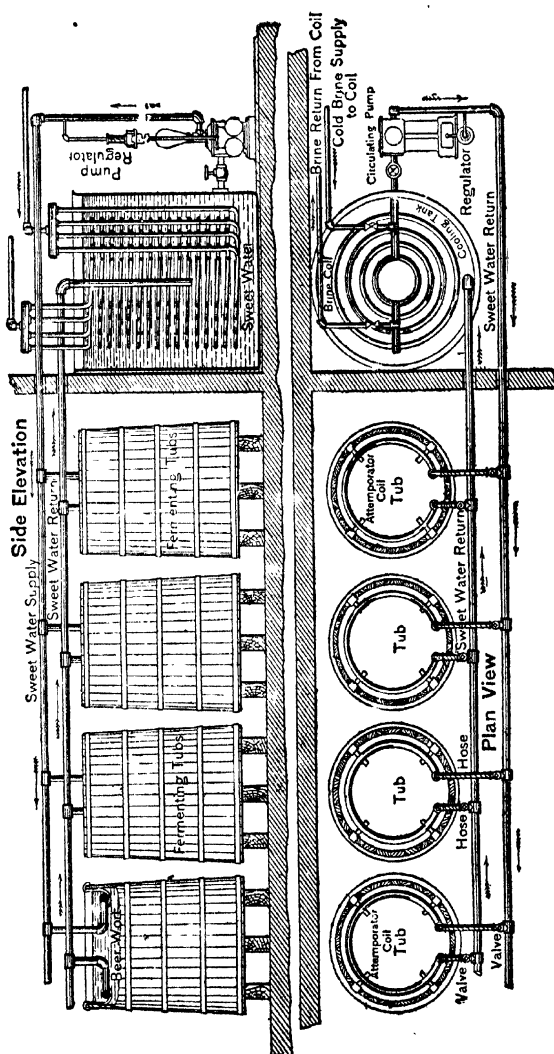 Side Elevation
Sweet Water Supply
Sweet Water Return
Pump
Regulator
Sweet Water
Fermenting Tubs
Fermenting Tubs
Beer Wort
Brine Return From Coil
Cold Brine Supply
to Coil
Circulating Pump
Cooling Tank
Brine Coil
Regulator
Sweet Water Return
Attemporator
Coil
Tub
Sweet Water Return
Tub
Plan View
Tub
Hose
Hose
Attemporator
Coil
Tub
Valve
Valve